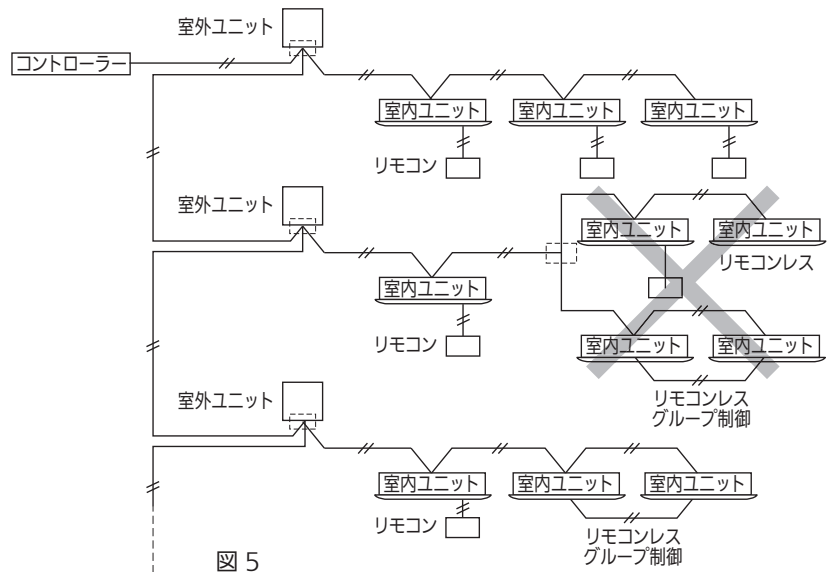 室外ユニット
コントローラー
室内ユニット
室内ユニット
室内ユニット
リモコン
室外ユニット
室内ユニット
室内ユニット
リモコンレス
室内ユニット
リモコン
室内ユニット
室内ユニット
リモコンレス
グループ制御
室外ユニット
室内ユニット
室内ユニット
室内ユニット
リモコン
リモコンレス
グループ制御
図 5